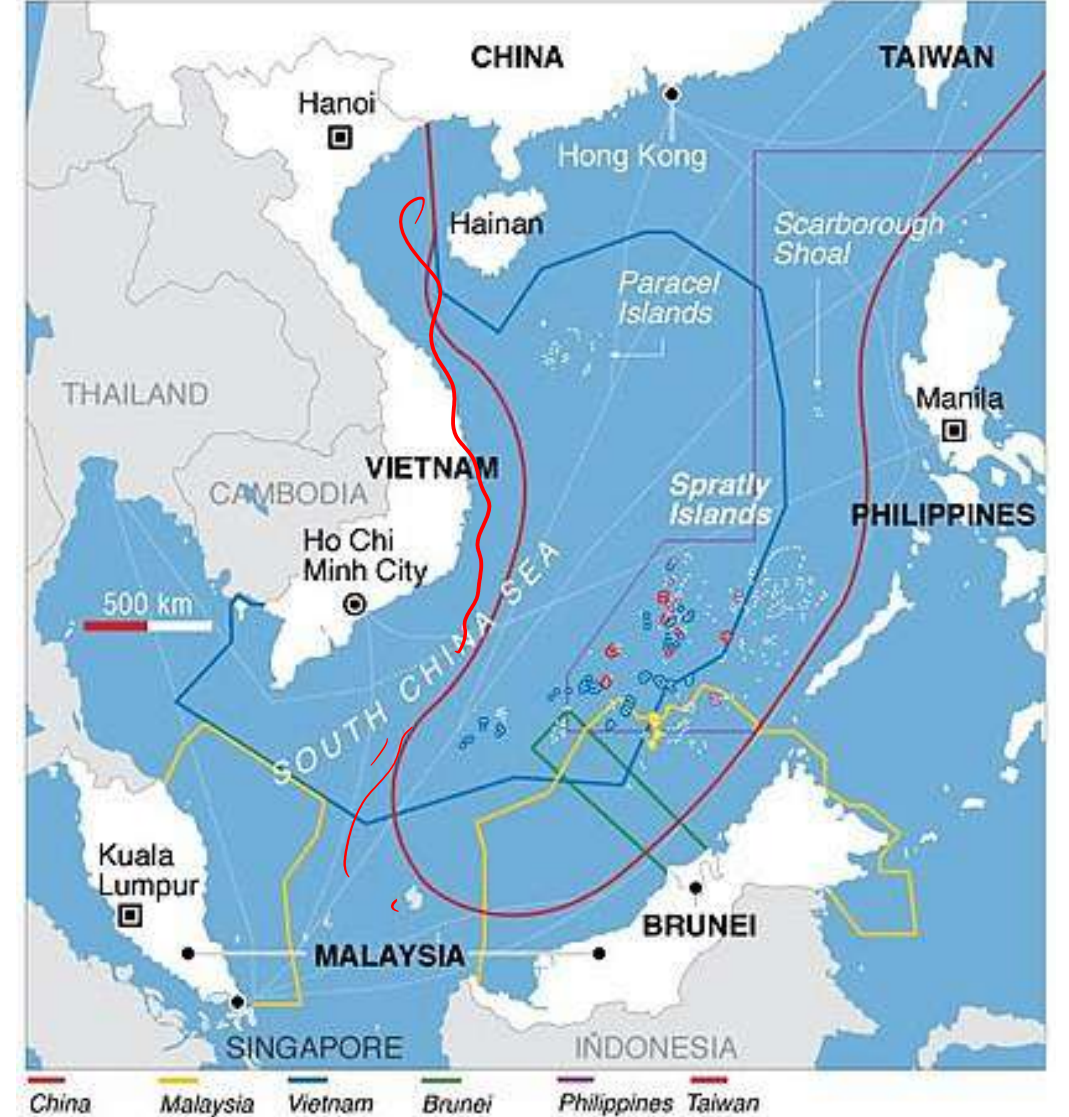 CHINA
TAIWAN
Hanoi
Hong Kong
Hainan
Scarborough
Shoal
Paracel
Islands
THAILAND
Manila
VIETNAM
CAMBODIA
Spratly
Islands
PHILIPPINES
Ho Chi
Minh City
500 km
SOUTH CHINA SEA
Kuala
Lumpur
BRUNEI
MALAYSIA
SINGAPORE
INDONESIA
China
Malaysia
Vietnam
Brunei
Philippines
Taiwan